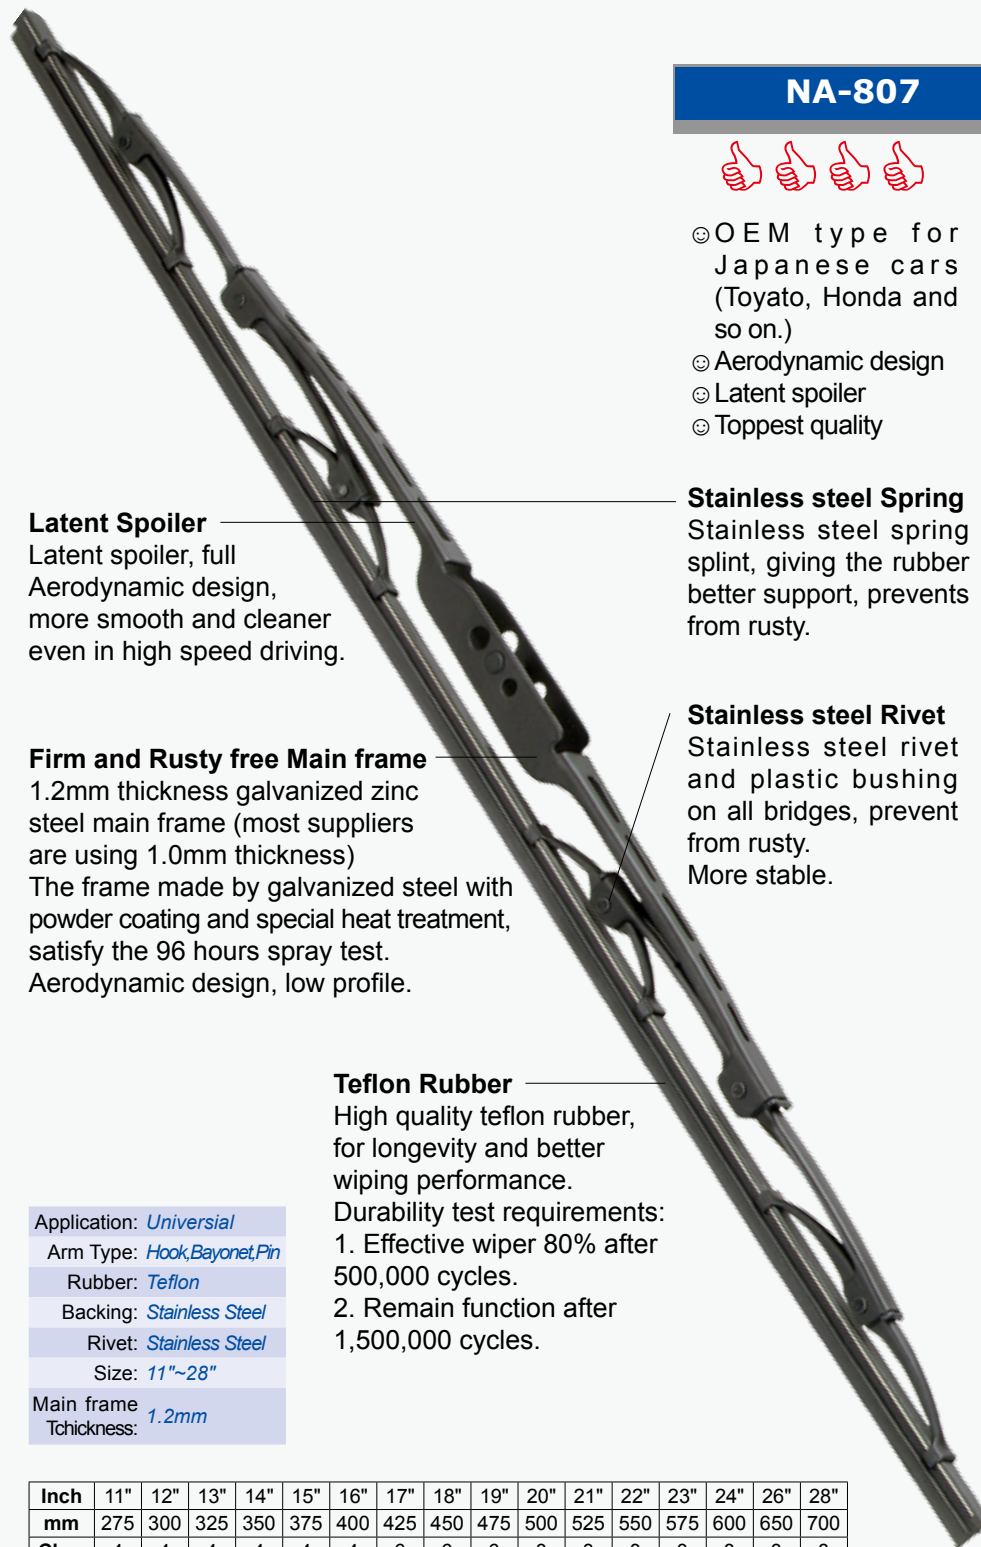 NA-807
☺OEM type for
Japanese cars
(Toyato, Honda and
so on.)
☺Aerodynamic design
☺Latent spoiler
☺Toppest quality
Latent Spoiler
Latent spoiler, full
Aerodynamic design,
more smooth and cleaner
even in high speed driving.
Stainless steel Spring
Stainless steel spring
splint, giving the rubber
better support, prevents
from rusty.
Stainless steel Rivet
Stainless steel rivet
and plastic bushing
on all bridges, prevent
from rusty.
More stable.
Firm and Rusty free Main frame
1.2mm thickness galvanized zinc
steel main frame (most suppliers
are using 1.0mm thickness)
The frame made by galvanized steel with
powder coating and special heat treatment,
satisfy the 96 hours spray test.
Aerodynamic design, low profile.
Teflon Rubber
High quality teflon rubber,
for longevity and better
wiping performance.
Durability test requirements:
1. Effective wiper 80% after
500,000 cycles.
2. Remain function after
1,500,000 cycles.
Application: Universial
Arm Type: Hook,Bayonet,Pin
Rubber: Teflon
Backing: Stainless Steel
Rivet: Stainless Steel
Size: 11"~28"
Main frame
Tchickness: 1.2mm
Inch 11" 12" 13" 14" 15" 16" 17" 18" 19" 20" 21" 22" 23" 24" 26" 28"
mm 275 300 325 350 375 400 425 450 475 500 525 550 575 600 650 700